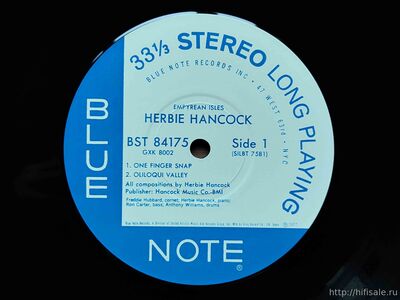 33 1/3 STEREO LONG PLAYING
BLUE NOTE RECORDS INC • 47 WEST 63rd • NYC
EMPYREAN ISLES
HERBIE HANCOCK
BST 84175
Side 1
GXK 8002
(SILBT 7581)
1. ONE FINGER SNAP
2. OLILOQUI VALLEY
All compositions by Herbie Hancock
Publisher: Hancock Music Co.-BMI
Freddie Hubbard, cornet; Herbie Hancock, piano;
Ron Carter, bass; Anthony Williams, drums
BLUE
NOTE
®
http://hifisale.ru